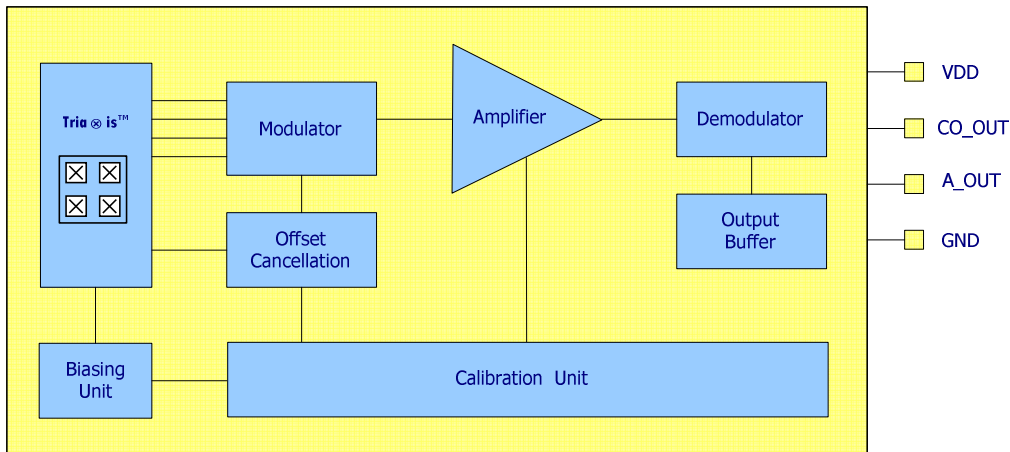 Tria⊗is™
Modulator
Amplifier
Demodulator
Offset
Cancellation
Output
Buffer
Biasing
Unit
Calibration Unit
VDD
CO_OUT
A_OUT
GND